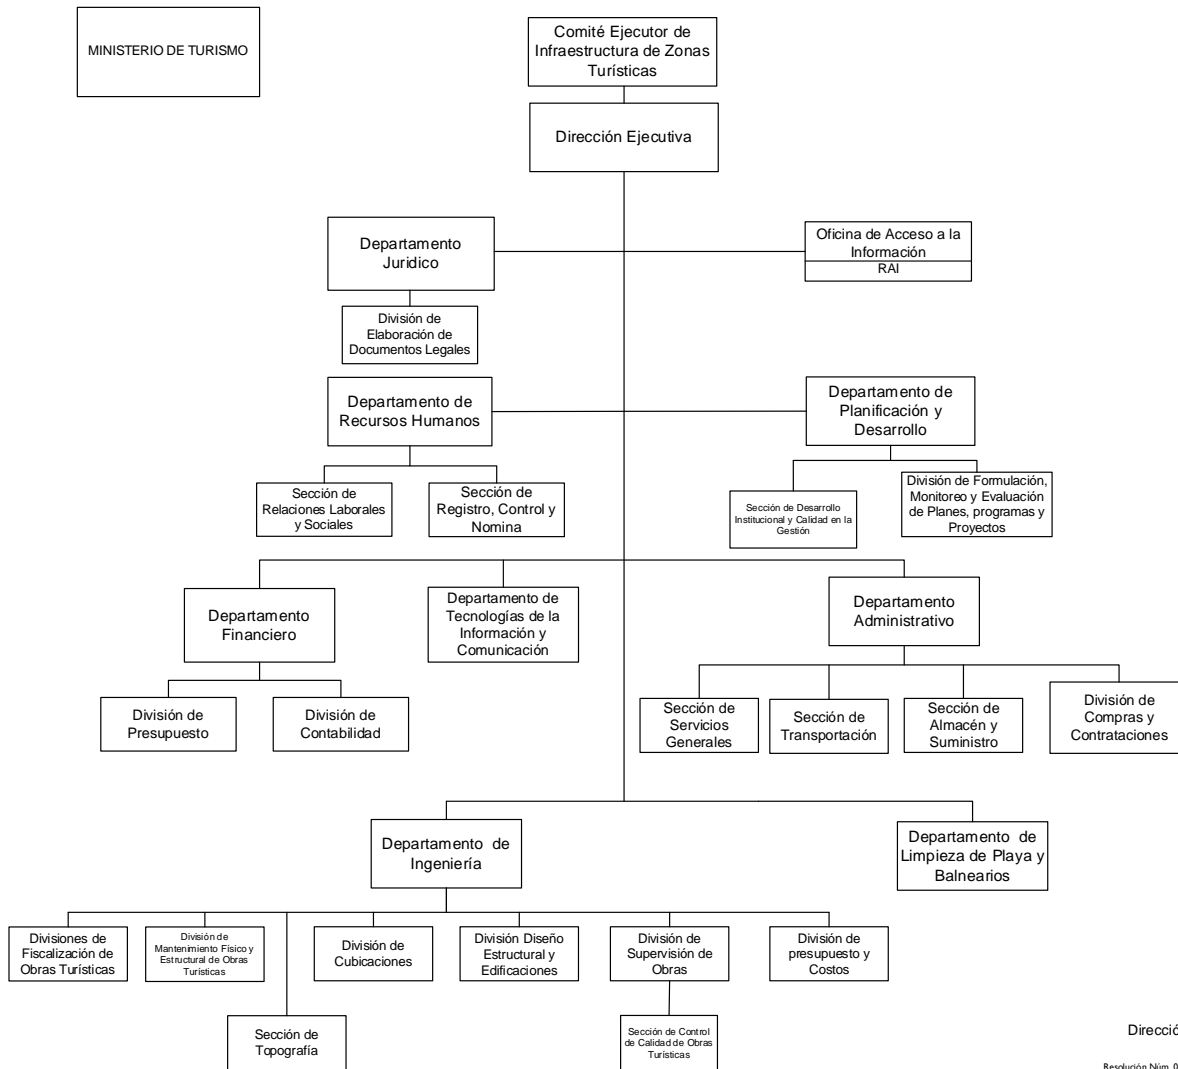 MINISTERIO DE TURISMO
Comité Ejecutor de
Infraestructura de Zonas
Turísticas
Dirección Ejecutiva
Departamento
Juridico
Oficina de Acceso a la
Información
RAI
División de
Elaboración de
Documentos Legales
Departamento de
Recursos Humanos
Departamento de
Planificación y
Desarrollo
Sección de
Relaciones Laborales
y Sociales
Sección de
Registro, Control y
Nomina
Sección de Desarrollo
Institucional y Calidad en la
Gestión
División de Formulación,
Monitoreo y Evaluación
de Planes, programas y
Proyectos
Departamento
Financiero
Departamento de
Tecnologías de la
Información y
Comunicación
Departamento
Administrativo
División de
Presupuesto
División de
Contabilidad
Sección de
Servicios
Generales
Sección de
Transportación
Sección de
Almacén y
Suministro
División de
Compras y
Contrataciones
Departamento de
Ingeniería
Departamento de
Limpieza de Playa y
Balnearios
Divisiones de
Fiscalización de
Obras Turísticas
División de
Mantenimiento Físico y
Estructural de Obras
Turísticas
División de
Cubicaciones
División Diseño
Estructural y
Edificaciones
División de
Supervisión de
Obras
División de
presupuesto y
Costos
Sección de
Topografía
Sección de Control
de Calidad de Obras
Turísticas
Direcció
Resolución Núm. 0